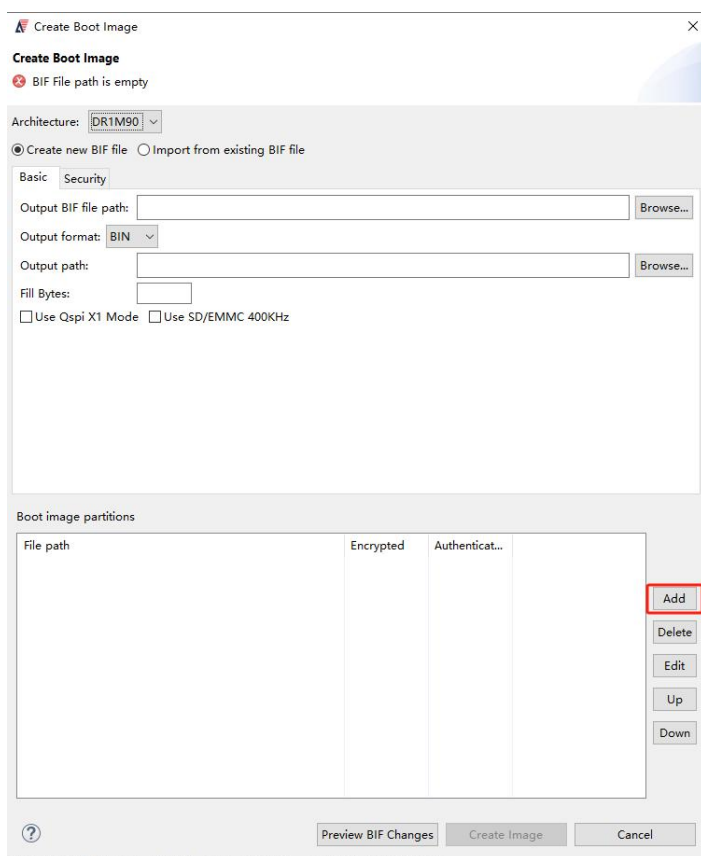 Create Boot Image
Create Boot Image
BIF File path is empty
Architecture: DR1M90
Create new BIF file Import from existing BIF file
Basic Security
Output BIF file path: Browse...
Output format: BIN
Output path: Browse...
Fill Bytes:
Use Qspi X1 Mode Use SD/EMMC 400KHz
Boot image partitions
File path Encrypted Authenticat...
Add
Delete
Edit
Up
Down
? Preview BIF Changes Create Image Cancel